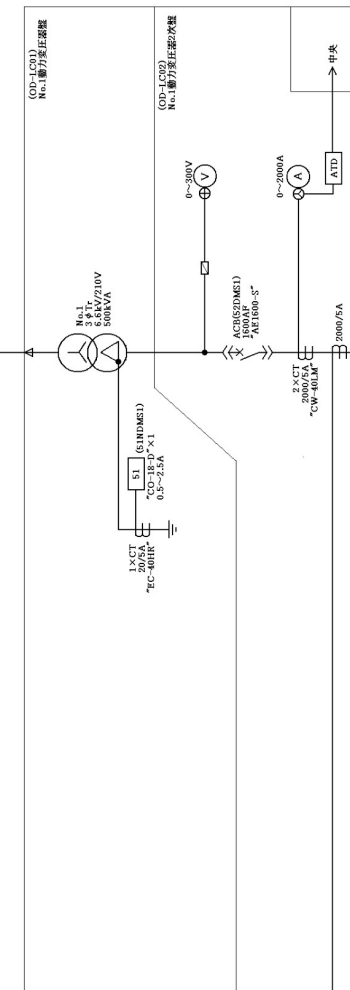 (OD-LC01)
No.1動力変圧器盤
(OD-LC02)
No.1動力変圧器2次盤
中央
0～300V
V
0～2000A
A
ATD
No.1
3φTr
6.6kV/210V
500kVA
ACB(52DMS1)
1600AF
"AE1600-S"
2×CT
2000/5A
"CW-40LM"
2000/5A
(51NDMS1)
51
"CO-18-D"×1
0.5～2.5A
1×CT
20/5A
"EC-40HR"